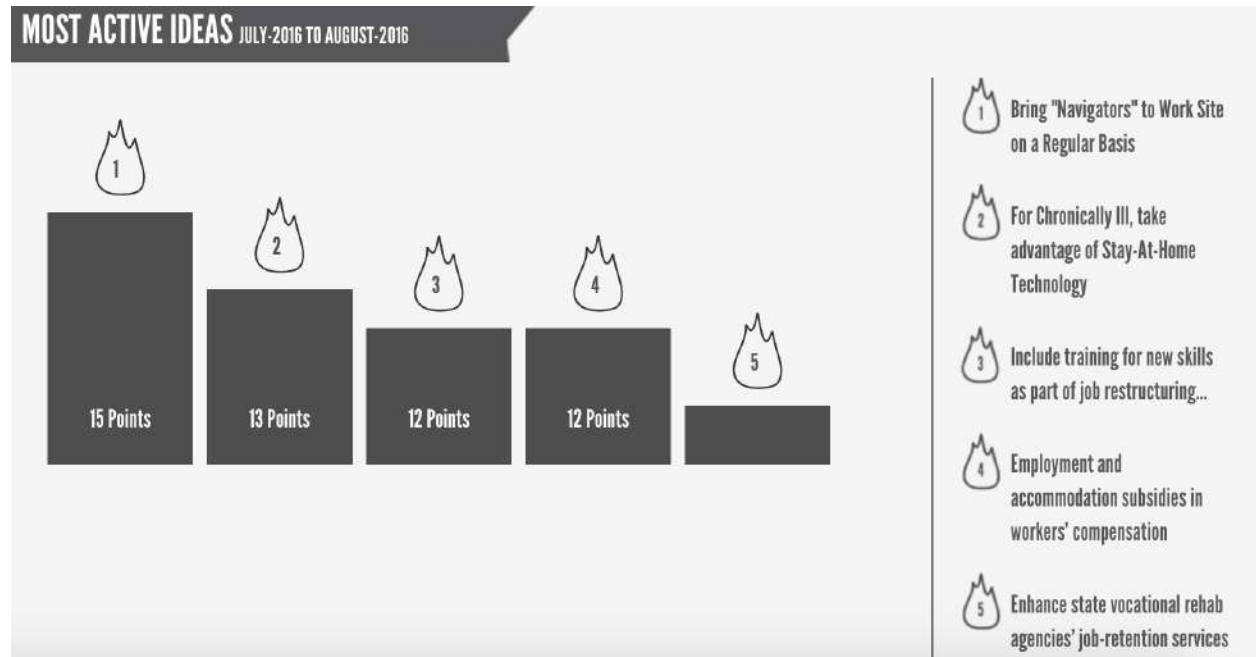 MOST ACTIVE IDEAS JULY-2016 TO AUGUST-2016
1
2
3
4
5
15 Points
13 Points
12 Points
12 Points
1
Bring "Navigators" to Work Site
on a Regular Basis
2
For Chronically Ill, take
advantage of Stay-At-Home
Technology
3
Include training for new skills
as part of job restructuring...
4
Employment and
accommodation subsidies in
workers' compensation
5
Enhance state vocational rehab
agencies' job-retention services